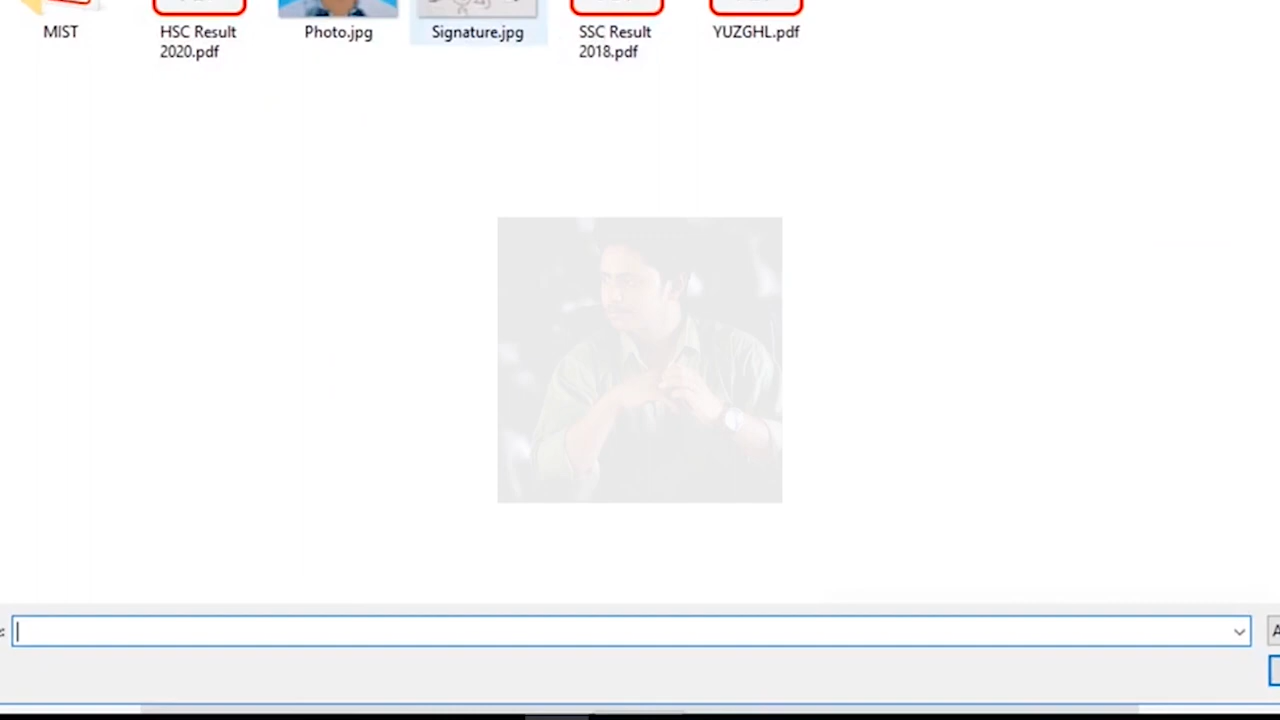 MIST
HSC Result
2020.pdf
Photo.jpg
Signature.jpg
SSC Result
2018.pdf
YUZGHL.pdf